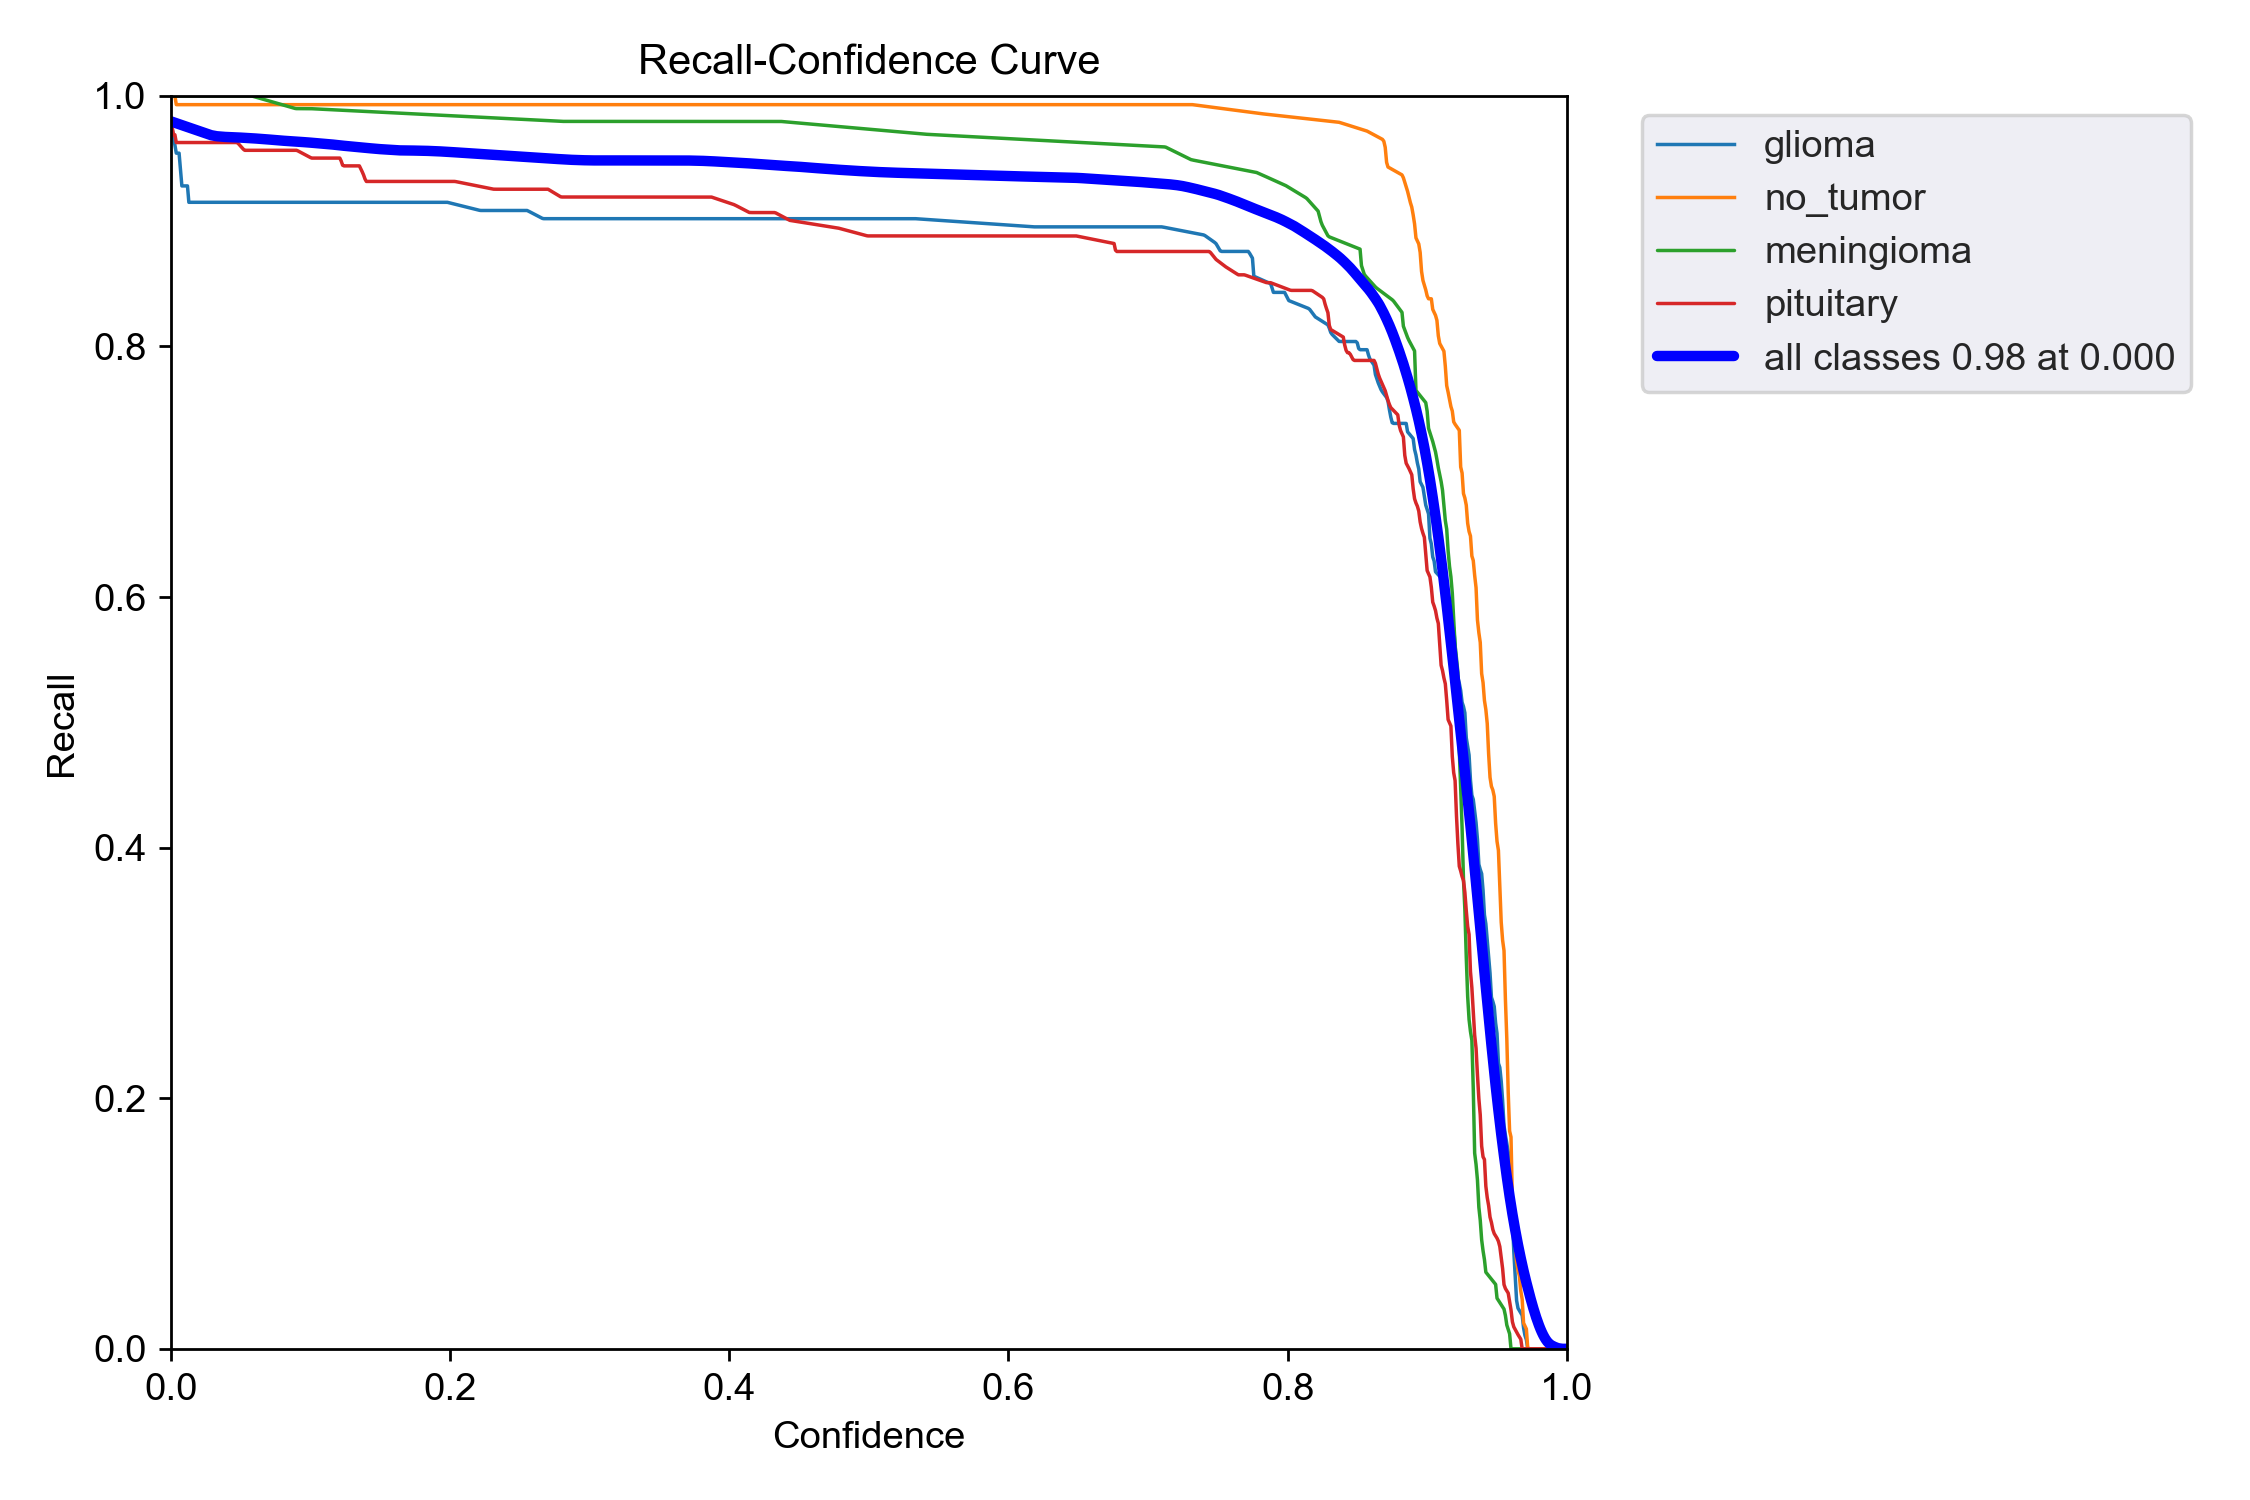 Recall-Confidence Curve
1.0
0.8
0.6
0.4
0.2
0.0
Recall
0.0 0.2 0.4 0.6 0.8 1.0
Confidence
glioma
no_tumor
meningioma
pituitary
all classes 0.98 at 0.000